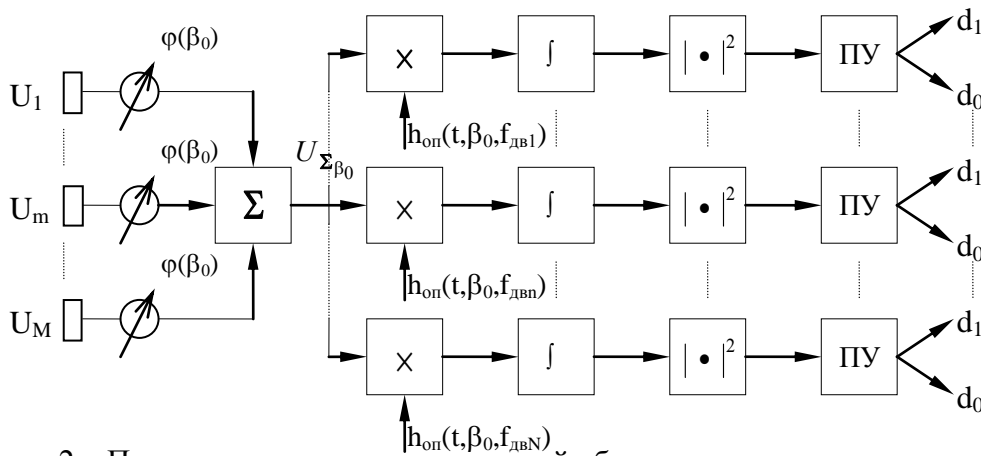 φ(β₀)
U₁
× ∫ |•|² ПУ d₁ d₀
hоп(t,β₀,fдв1)
φ(β₀)
Uₘ
Σ
UΣβ₀
× ∫ |•|² ПУ d₁ d₀
hоп(t,β₀,fдвn)
φ(β₀)
U_M
× ∫ |•|² ПУ d₁ d₀
hоп(t,β₀,fдвN)